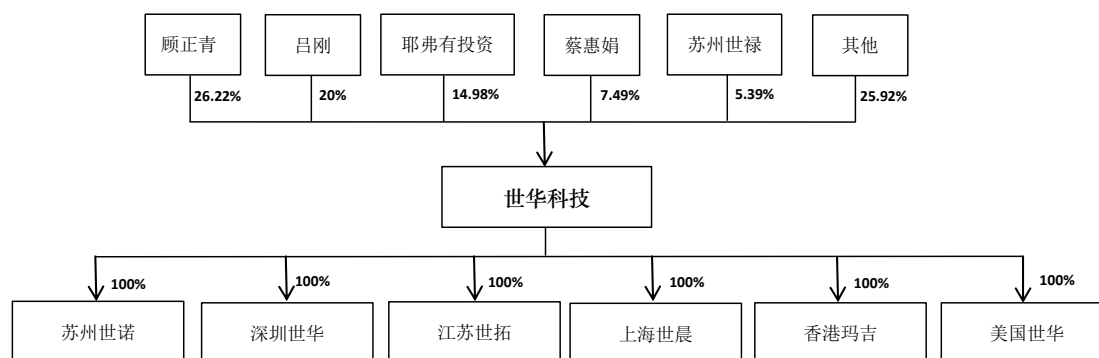 顾正青
吕刚
耶弗有投资
蔡惠娟
苏州世禄
其他
26.22%
20%
14.98%
7.49%
5.39%
25.92%
世华科技
100%
100%
100%
100%
100%
100%
苏州世诺
深圳世华
江苏世拓
上海世晨
香港玛吉
美国世华